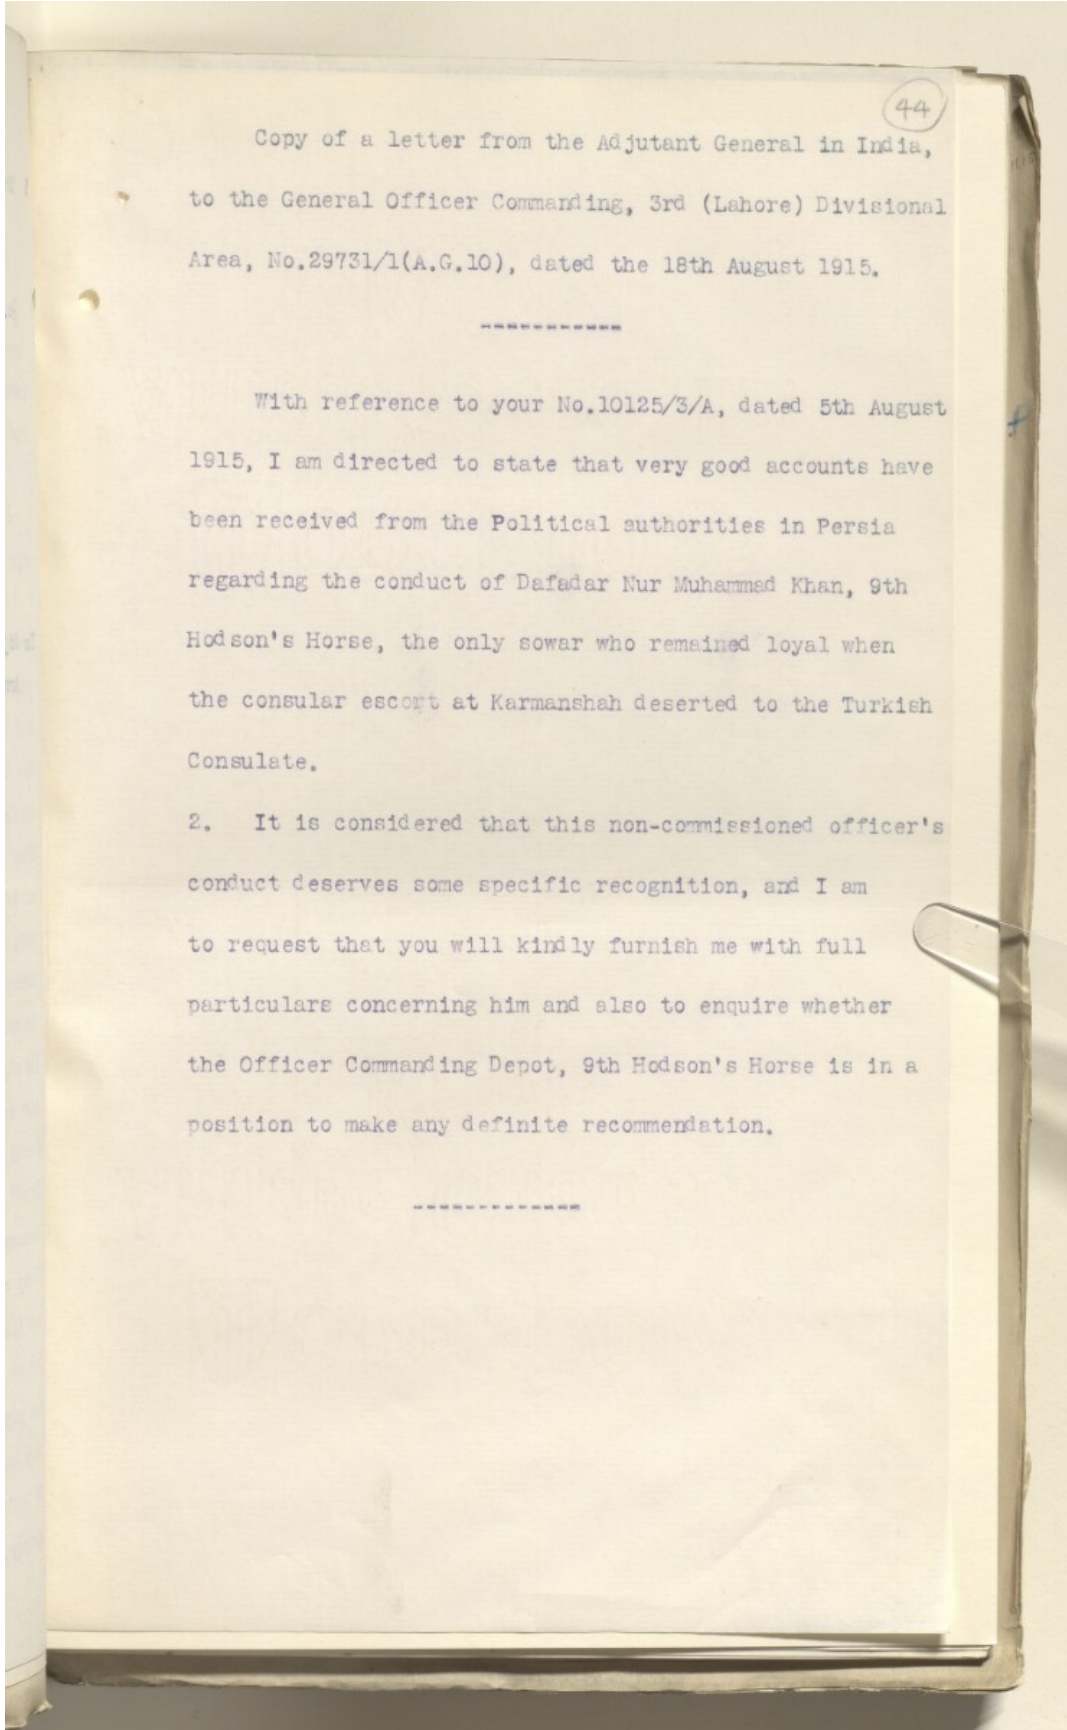 44
Copy of a letter from the Adjutant General in India,
to the General Officer Commanding, 3rd (Lahore) Divisional
Area, No.29731/1(A.G.10), dated the 18th August 1915.
-----------
With reference to your No.10125/3/A, dated 5th August
1915, I am directed to state that very good accounts have
been received from the Political authorities in Persia
regarding the conduct of Dafadar Nur Muhammad Khan, 9th
Hodson's Horse, the only sowar who remained loyal when
the consular escort at Karmanshah deserted to the Turkish
Consulate.
2. It is considered that this non-commissioned officer's
conduct deserves some specific recognition, and I am
to request that you will kindly furnish me with full
particulars concerning him and also to enquire whether
the Officer Commanding Depot, 9th Hodson's Horse is in a
position to make any definite recommendation.
-------------